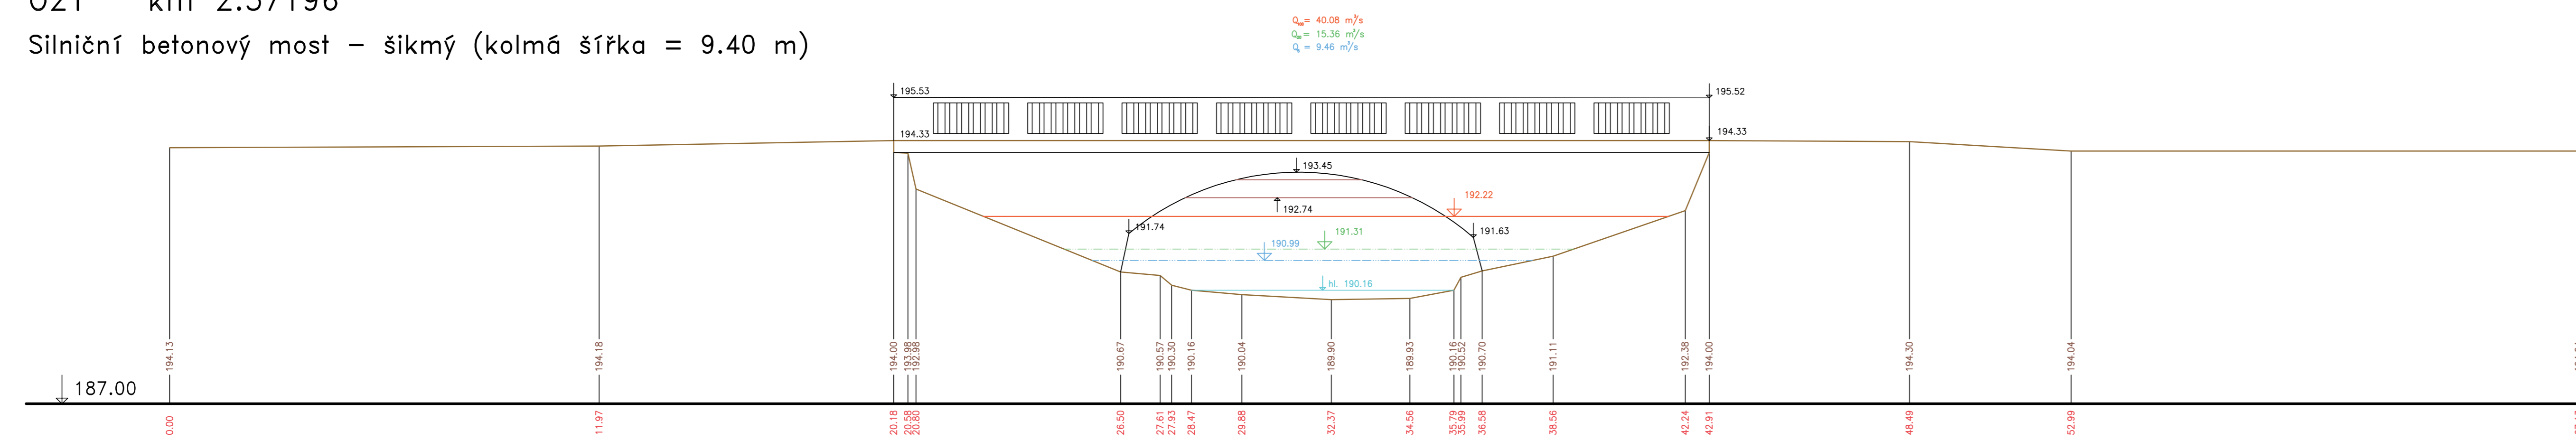 km 2.37196
Silniční betonový most – šikmý (kolmá šířka = 9.40 m)
= 40.08 m³/s
= 15.36 m³/s
= 9.46 m³/s
195.53
195.52
194.33
194.33
193.45
192.22
192.74
191.74
191.63
191.31
190.99
hl. 190.16
187.00
194.13 194.18 194.00 193.98 192.98 190.67 190.57 190.30 190.16 190.04 189.90 189.93 190.16 190.52 190.70 191.11 192.38 194.00 194.30 194.04
0.00 11.97 20.18 20.58 20.80 26.50 27.61 27.93 28.47 29.88 32.37 34.56 35.79 35.99 36.58 38.56 42.24 42.91 48.49 52.99